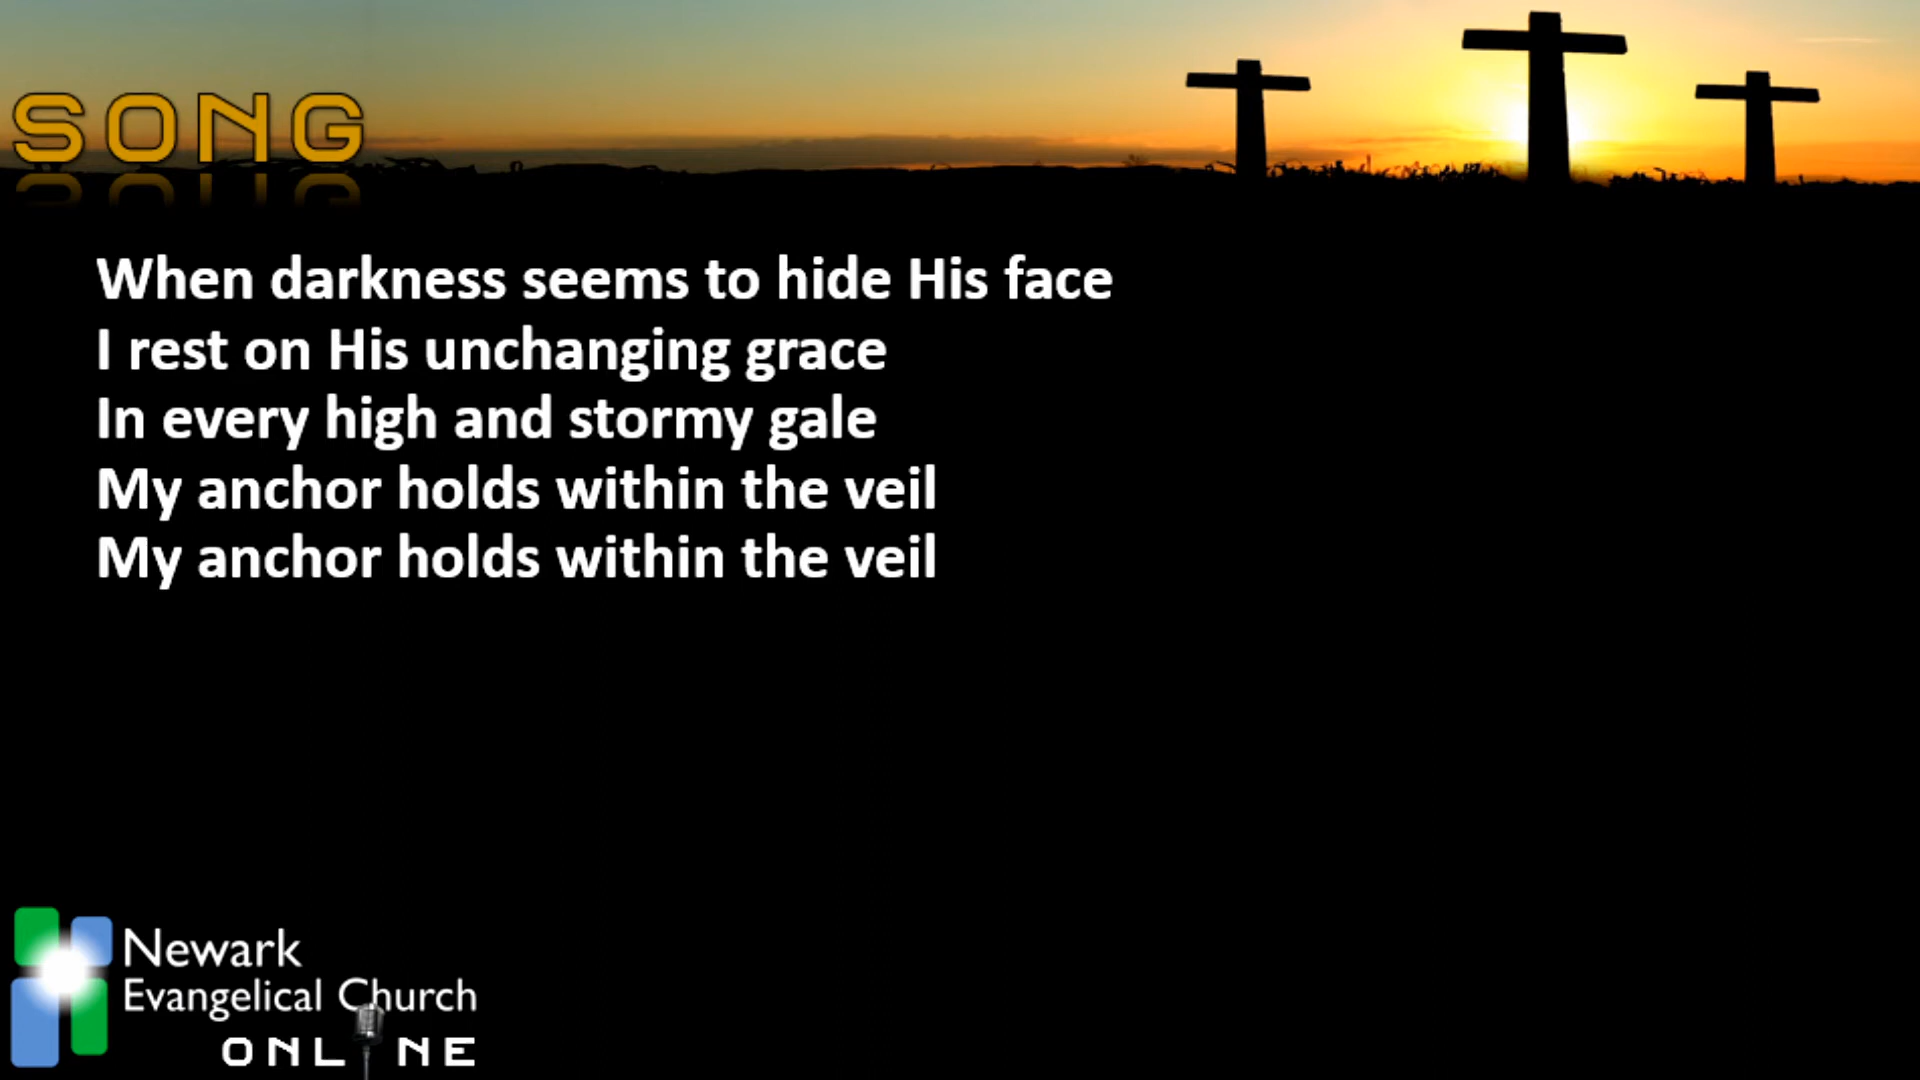 SONG
When darkness seems to hide His face
I rest on His unchanging grace
In every high and stormy gale
My anchor holds within the veil
My anchor holds within the veil
Newark
Evangelical Church
ONLINE